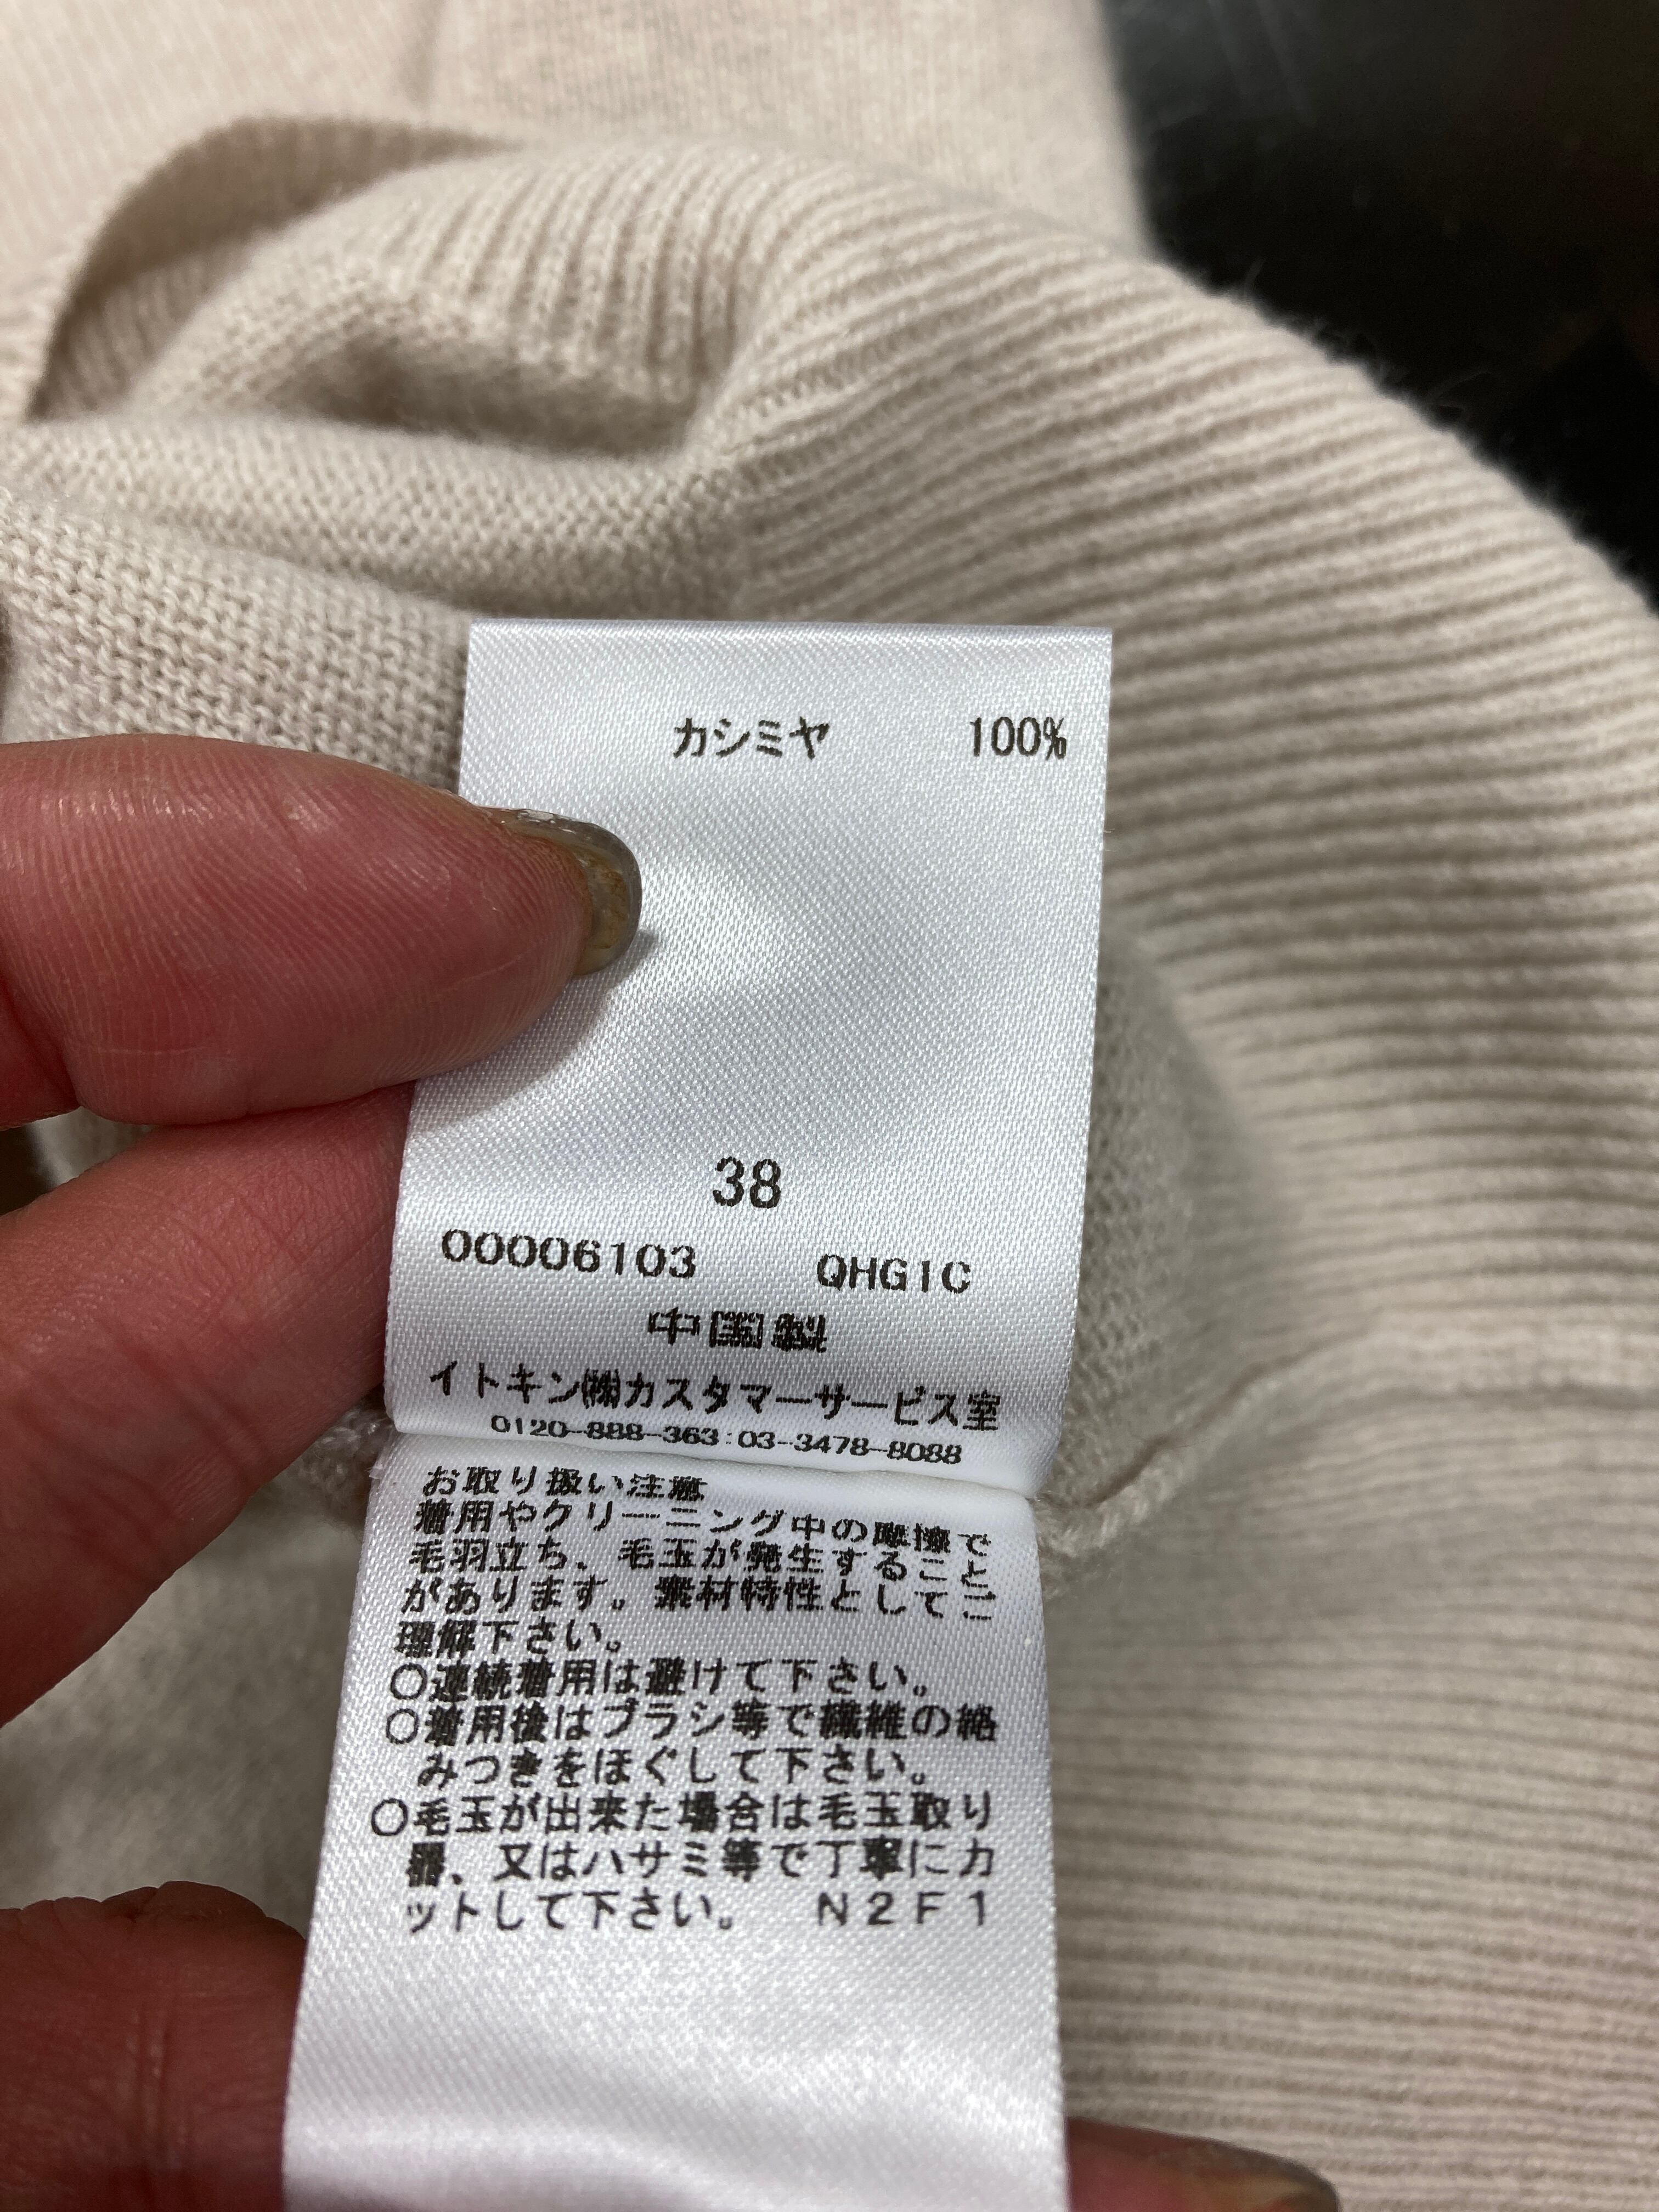 カシミヤ 100%
38
00006103 QHG1C
中国製
イトキン㈱カスタマーサービス室
0120-888-363:03-3478-8088
お取り扱い注意
着用やクリーニング中の摩擦で
毛羽立ち、毛玉が発生すること
があります。素材特性としてご
理解下さい。
○連続着用は避けて下さい。
○着用後はブラシ等で繊維の絡
みつきをほぐして下さい。
○毛玉が出来た場合は毛玉取り
器、又はハサミ等で丁寧にカ
ットして下さい。 N2F1